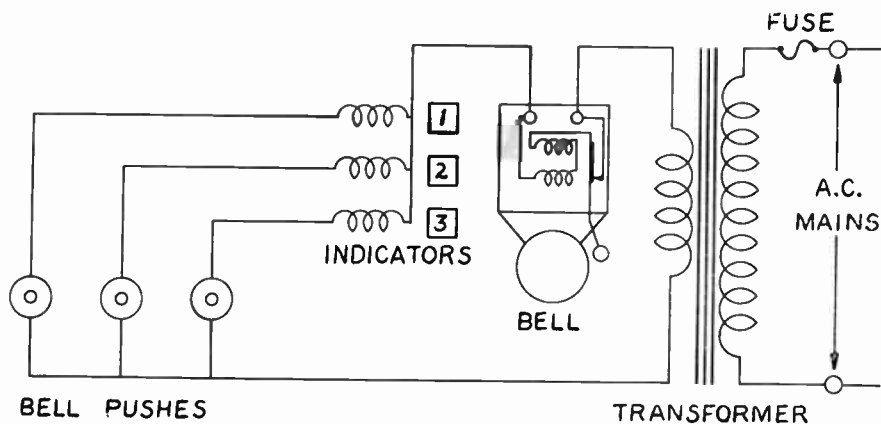 FUSE
1
2
A.C.
MAINS
3
INDICATORS
BELL
BELL PUSHES
TRANSFORMER